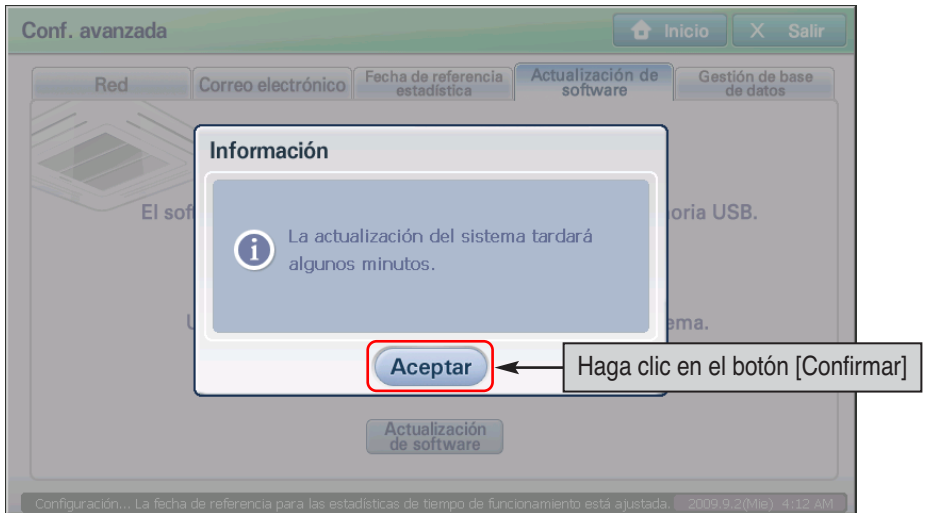 Conf. avanzada
Inicio
X Salir
Red
Correo electrónico
Fecha de referencia
estadística
Actualización de
software
Gestión de base
de datos
Información
El sof
oria USB.
La actualización del sistema tardará
algunos minutos.
U
ema.
Aceptar
Haga clic en el botón [Confirmar]
Actualización
de software
Configuración... La fecha de referencia para las estadísticas de tiempo de funcionamiento está ajustada.
2009.9.2(Mie) 4:12 AM